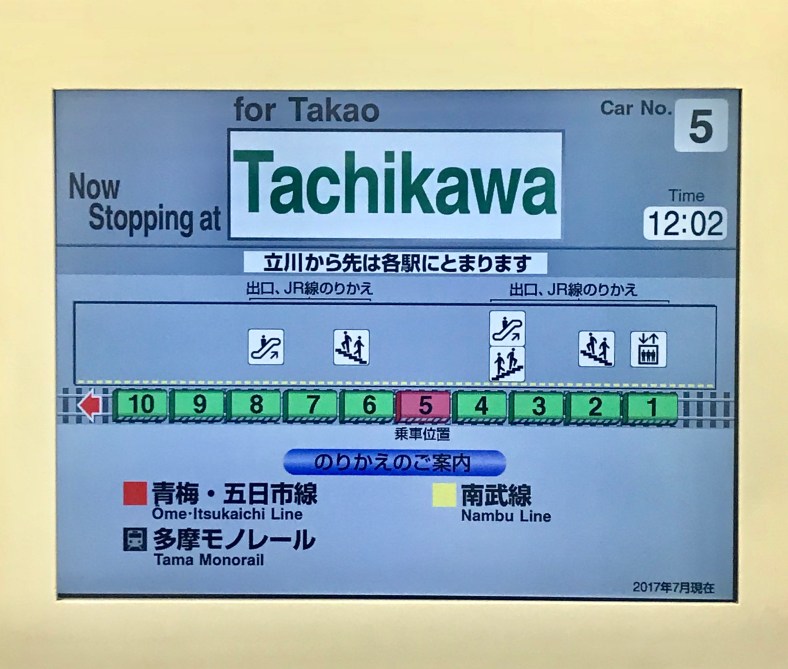 for Takao
Car No. 5
Now
Stopping at
Tachikawa
Time
12:02
立川から先は各駅にとまります
出口、JR線のりかえ
出口、JR線のりかえ
10 9 8 7 6 5 4 3 2 1
乗車位置
のりかえのご案内
青梅・五日市線
Ōme·Itsukaichi Line
南武線
Nambu Line
多摩モノレール
Tama Monorail
2017年7月現在